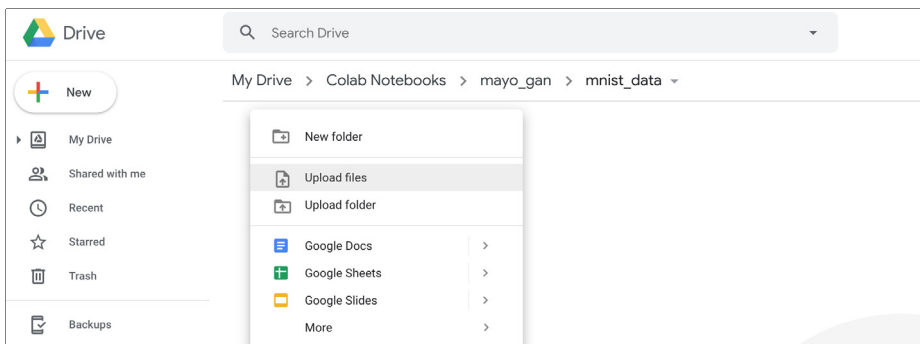 Drive
Search Drive
My Drive > Colab Notebooks > mayo_gan > mnist_data
New
My Drive
Shared with me
Recent
Starred
Trash
Backups
New folder
Upload files
Upload folder
Google Docs
Google Sheets
Google Slides
More